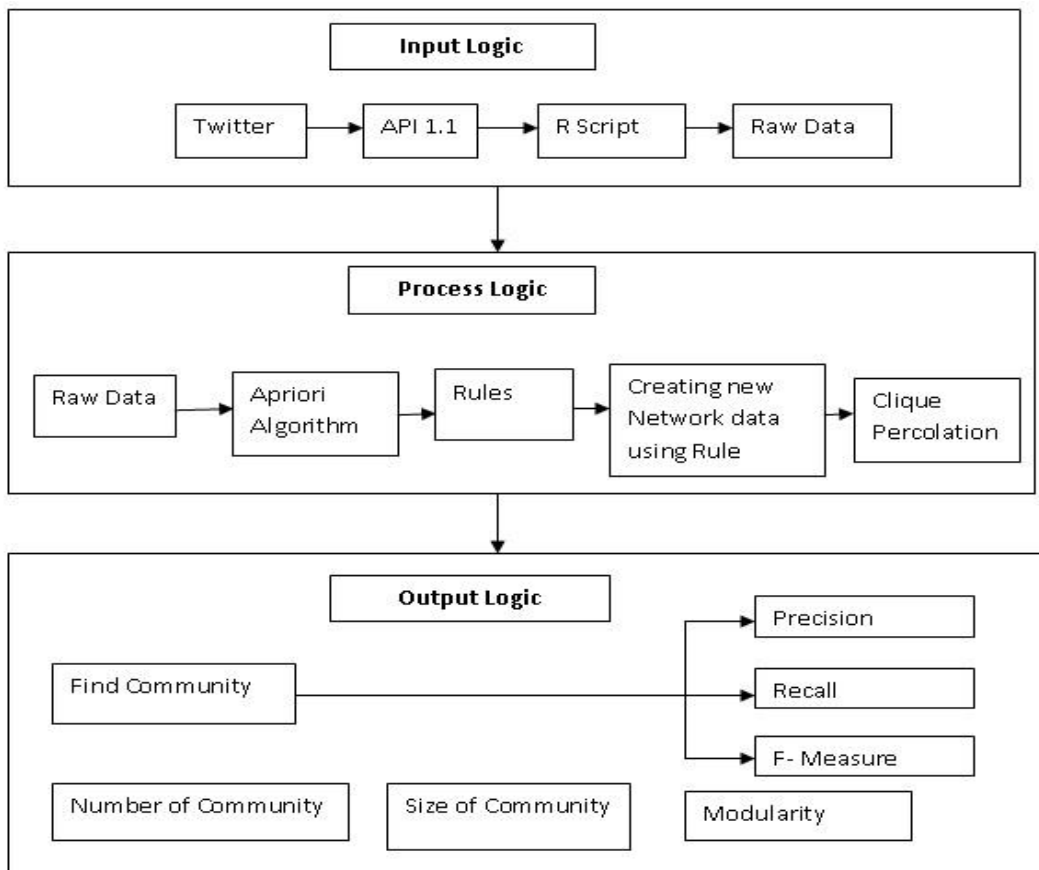 Input Logic
Twitter
API 1.1
R Script
Raw Data
Process Logic
Raw Data
Apriori
Algorithm
Rules
Creating new
Network data
using Rule
Clique
Percolation
Output Logic
Find Community
Precision
Recall
F- Measure
Number of Community
Size of Community
Modularity